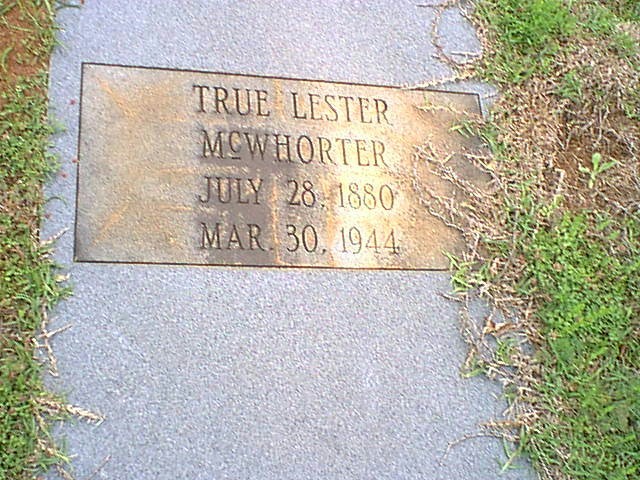 TRUE LESTER
McWHORTER
JULY 28, 1880
MAR. 30, 1944